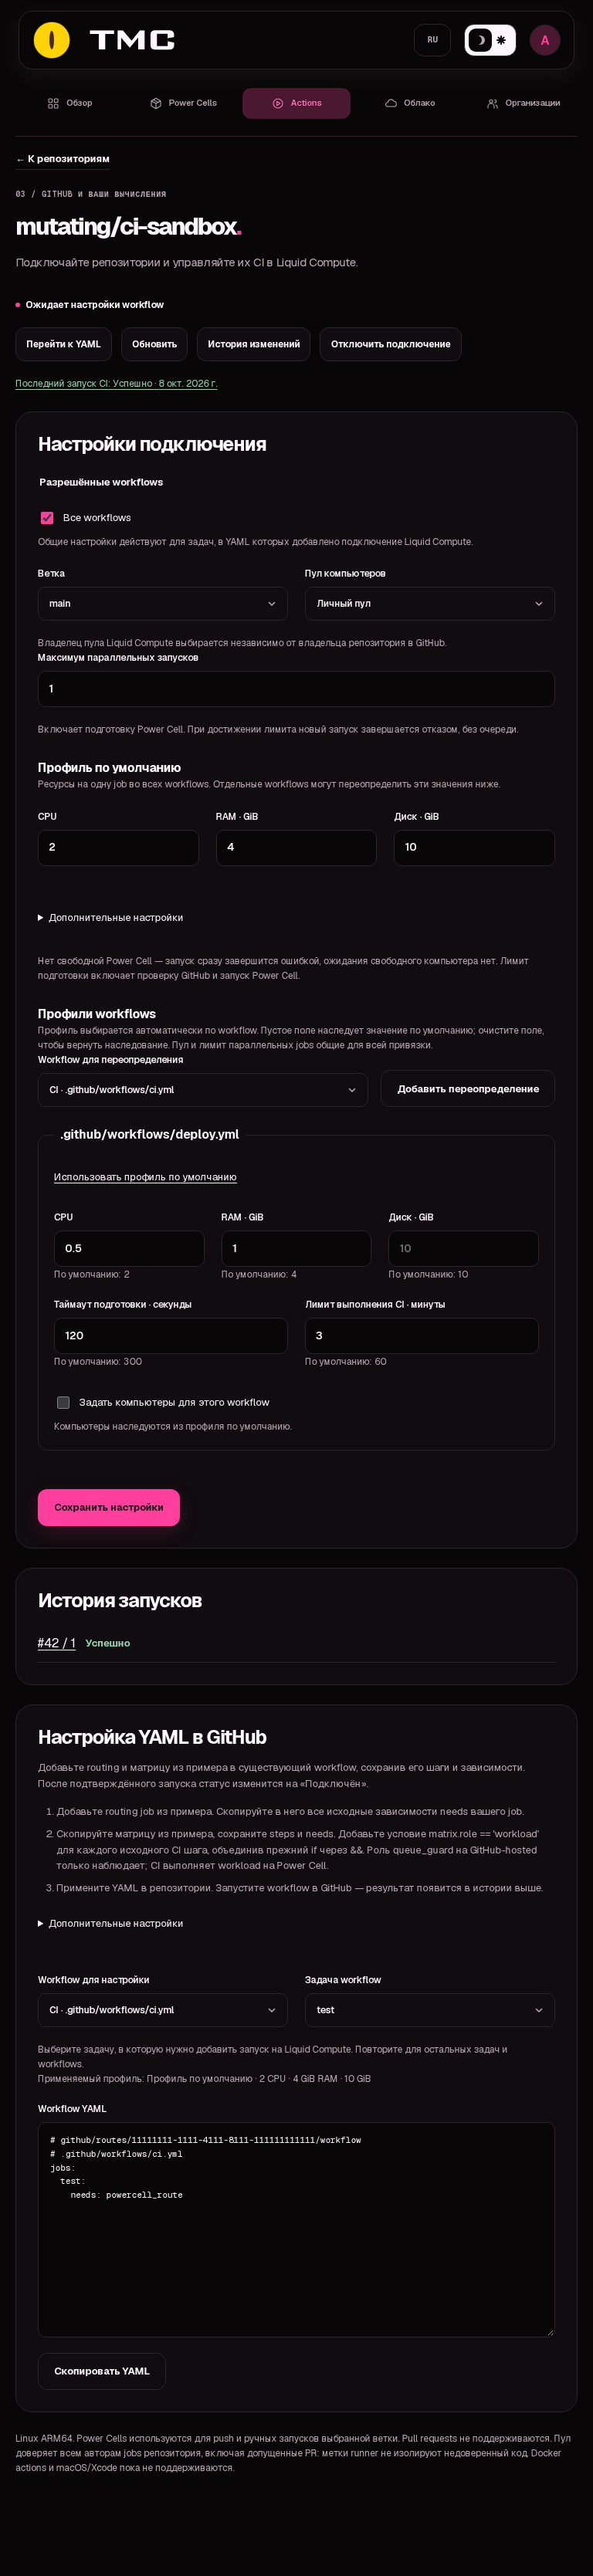 TMC
RU
A
Обзор
Power Cells
Actions
Облако
Организации
← К репозиториям
03 / GITHUB И ВАШИ ВЫЧИСЛЕНИЯ
mutating/ci-sandbox.
Подключайте репозитории и управляйте их CI в Liquid Compute.
Ожидает настройки workflow
Перейти к YAML
Обновить
История изменений
Отключить подключение
Последний запуск CI: Успешно · 8 окт. 2026 г.
Настройки подключения
Разрешённые workflows
Все workflows
Общие настройки действуют для задач, в YAML которых добавлено подключение Liquid Compute.
Ветка
Пул компьютеров
main
Личный пул
Владелец пула Liquid Compute выбирается независимо от владельца репозитория в GitHub.
Максимум параллельных запусков
1
Включает подготовку Power Cell. При достижении лимита новый запуск завершается отказом, без очереди.
Профиль по умолчанию
Ресурсы на одну job во всех workflows. Отдельные workflows могут переопределить эти значения ниже.
CPU
RAM · GiB
Диск · GiB
2
4
10
Дополнительные настройки
Нет свободной Power Cell — запуск сразу завершится ошибкой, ожидания свободного компьютера нет. Лимит
подготовки включает проверку GitHub и запуск Power Cell.
Профили workflows
Профиль выбирается автоматически по workflow. Пустое поле наследует значение по умолчанию; очистите поле,
чтобы вернуть наследование. Пул и лимит параллельных jobs общие для всей привязки.
Workflow для переопределения
CI · .github/workflows/ci.yml
Добавить переопределение
.github/workflows/deploy.yml
Использовать профиль по умолчанию
CPU
RAM · GiB
Диск · GiB
0.5
1
10
По умолчанию: 2
По умолчанию: 4
По умолчанию: 10
Таймаут подготовки · секунды
Лимит выполнения CI · минуты
120
3
По умолчанию: 300
По умолчанию: 60
Задать компьютеры для этого workflow
Компьютеры наследуются из профиля по умолчанию.
Сохранить настройки
История запусков
#42 / 1
Успешно
Настройка YAML в GitHub
Добавьте routing и матрицу из примера в существующий workflow, сохранив его шаги и зависимости.
После подтверждённого запуска статус изменится на «Подключён».
1. Добавьте routing job из примера. Скопируйте в него все исходные зависимости needs вашего job.
2. Скопируйте матрицу из примера, сохраните steps и needs. Добавьте условие matrix.role == 'workload'
для каждого исходного CI шага, объединив прежний if через &&. Роль queue_guard на GitHub-hosted
только наблюдает; CI выполняет workload на Power Cell.
3. Примените YAML в репозитории. Запустите workflow в GitHub — результат появится в истории выше.
Дополнительные настройки
Workflow для настройки
Задача workflow
CI · .github/workflows/ci.yml
test
Выберите задачу, в которую нужно добавить запуск на Liquid Compute. Повторите для остальных задач и
workflows.
Применяемый профиль: Профиль по умолчанию · 2 CPU · 4 GiB RAM · 10 GiB
Workflow YAML
# github/routes/11111111-1111-4111-8111-111111111111/workflow
# .github/workflows/ci.yml
jobs:
test:
needs: powercell_route
Скопировать YAML
Linux ARM64. Power Cells используются для push и ручных запусков выбранной ветки. Pull requests не поддерживаются. Пул
доверяет всем авторам jobs репозитория, включая допущенные PR: метки runner не изолируют недоверенный код. Docker
actions и macOS/Xcode пока не поддерживаются.